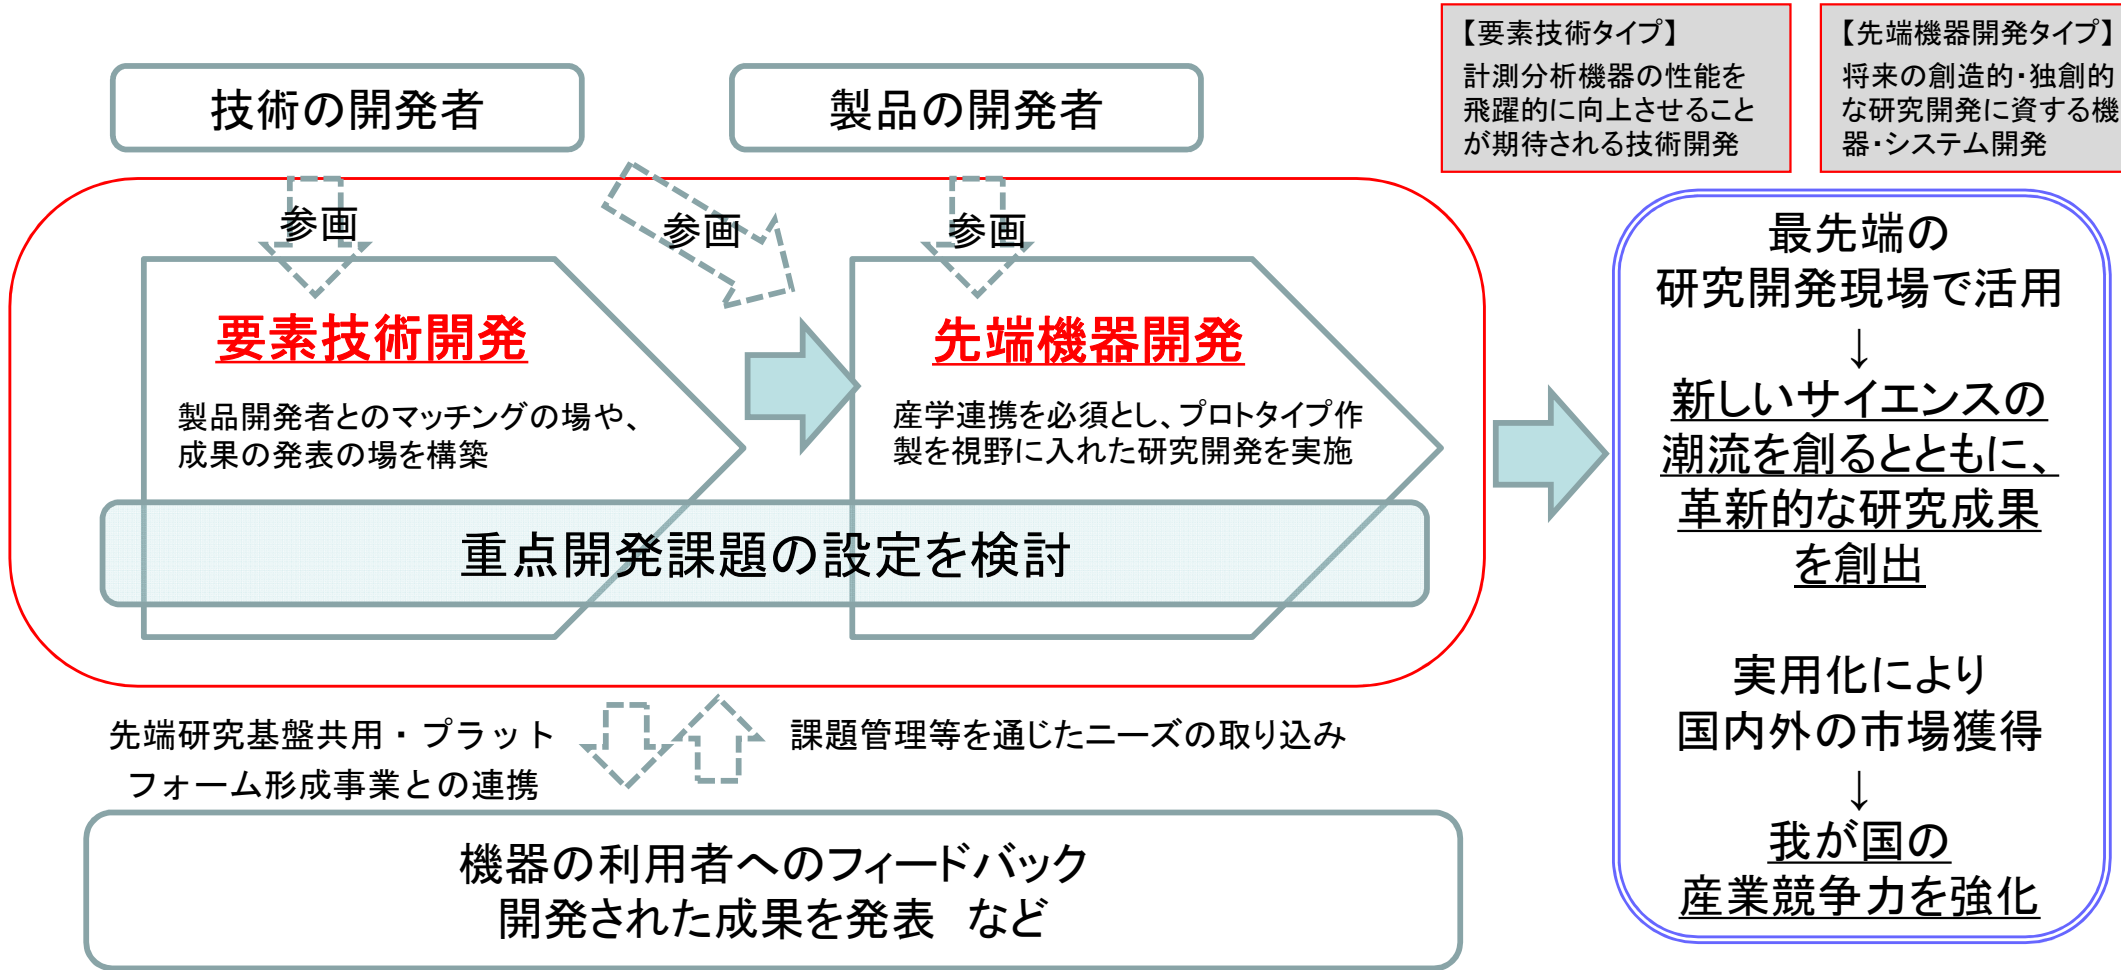 【要素技術タイプ】
計測分析機器の性能を
飛躍的に向上させること
が期待される技術開発
【先端機器開発タイプ】
将来の創造的・独創的
な研究開発に資する機
器・システム開発
技術の開発者
製品の開発者
参画
参画
参画
要素技術開発
製品開発者とのマッチングの場や、
成果の発表の場を構築
先端機器開発
産学連携を必須とし、プロトタイプ作
製を視野に入れた研究開発を実施
重点開発課題の設定を検討
先端研究基盤共用・プラット
フォーム形成事業との連携
課題管理等を通じたニーズの取り込み
機器の利用者へのフィードバック
開発された成果を発表　など
最先端の
研究開発現場で活用
↓
新しいサイエンスの
潮流を創るとともに、
革新的な研究成果
を創出
実用化により
国内外の市場獲得
↓
我が国の
産業競争力を強化